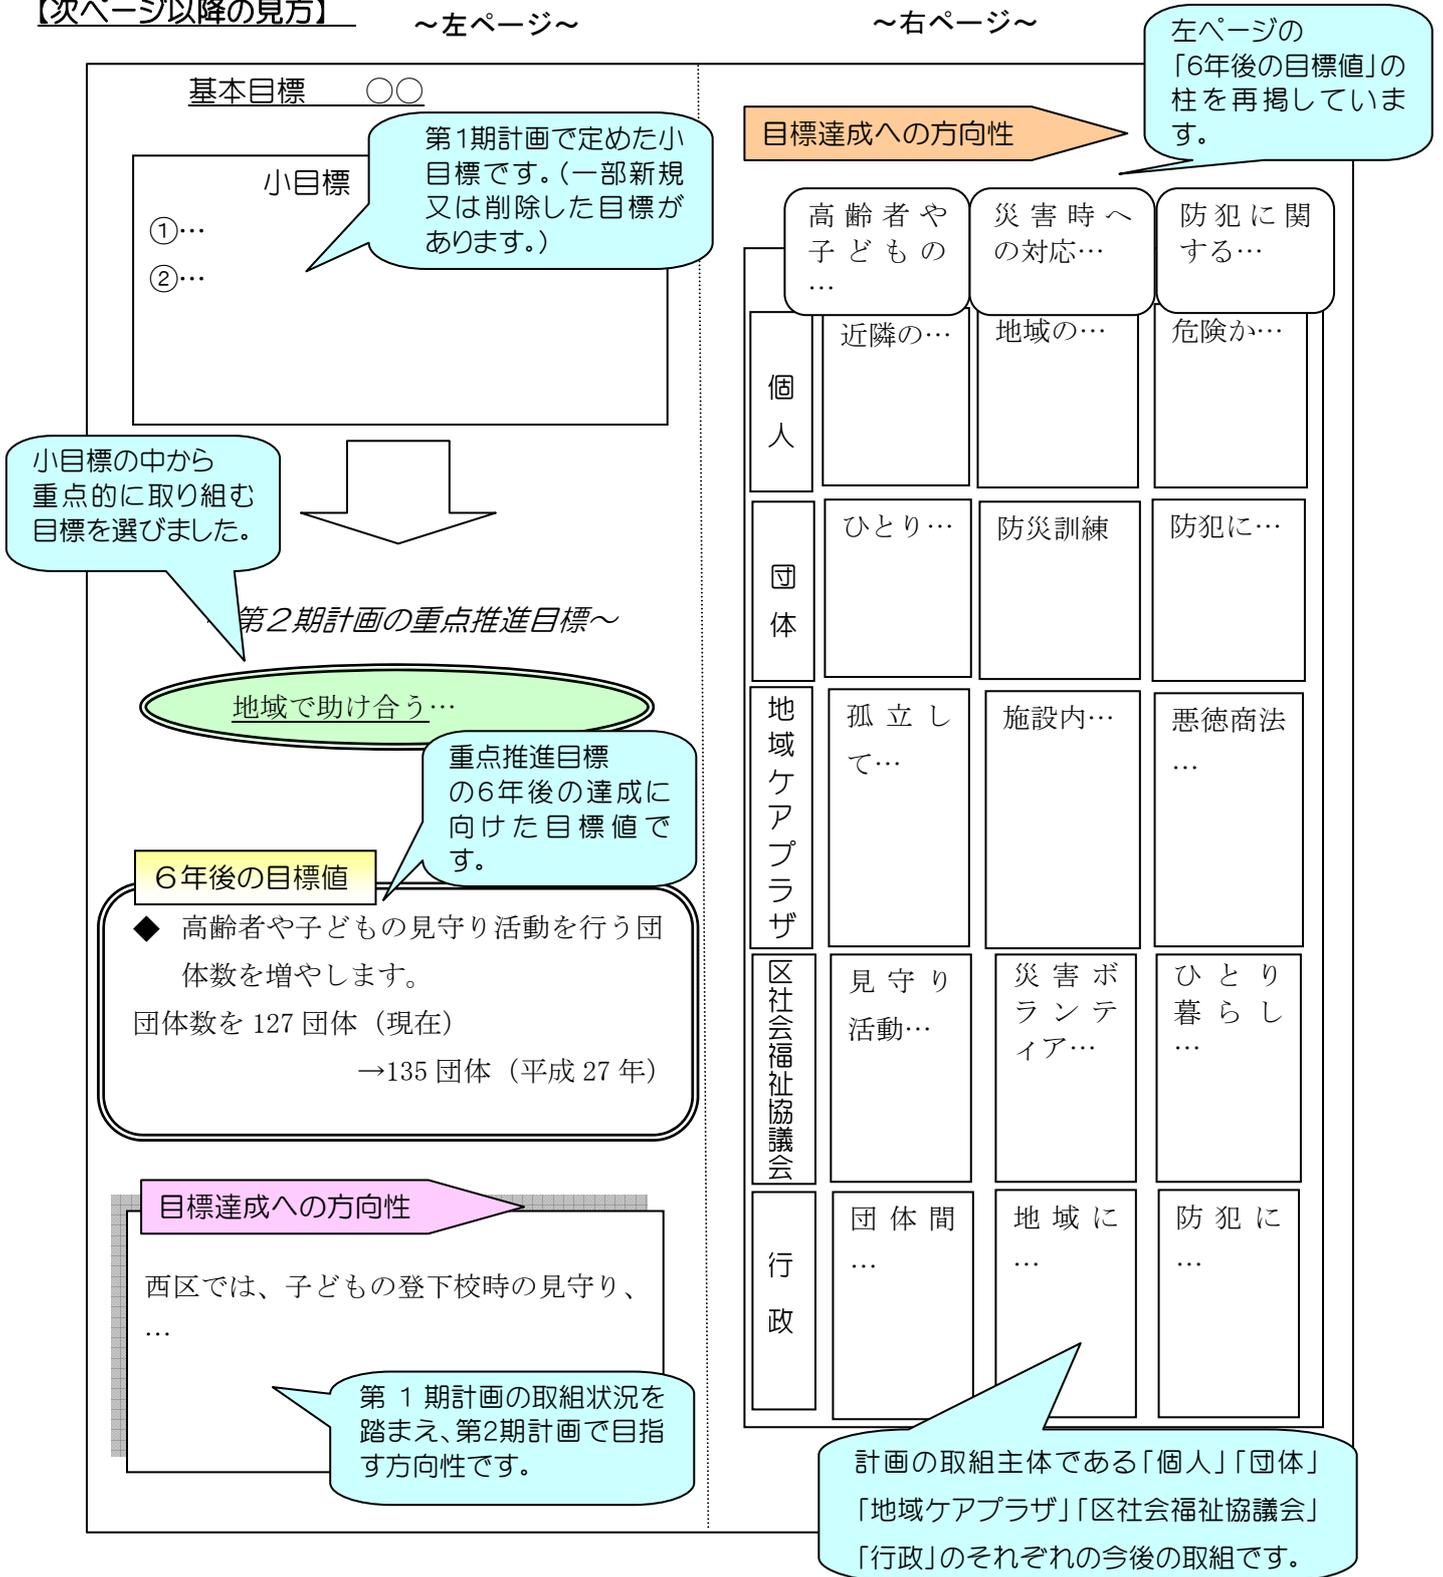 【次ページ以降の見方】
～左ページ～
基本目標　　○○
第1期計画で定めた小
目標です。（一部新規
又は削除した目標が
あります。）
小目標
①…
②…
小目標の中から
重点的に取り組む
目標を選びました。
～第２期計画の重点推進目標～
地域で助け合う…
重点推進目標
の6年後の達成に
向けた目標値で
す。
６年後の目標値
◆　高齢者や子どもの見守り活動を行う団
体数を増やします。
団体数を 127 団体（現在）
→135 団体（平成 27 年）
目標達成への方向性
西区では、子どもの登下校時の見守り、
…
第 1 期計画の取組状況を
踏まえ、第2期計画で目指
す方向性です。
～右ページ～
左ページの
「6年後の目標値」の
柱を再掲していま
す。
目標達成への方向性
高齢者や
子どもの
…
災害時へ
の対応…
防犯に関
する…
個人
近隣の…
地域の…
危険か…
団体
ひとり…
防災訓練
防犯に…
地域ケアプラザ
孤立し
て…
施設内…
悪徳商法
…
区社会福祉協議会
見守り
活動…
災害ボ
ランテ
ィア…
ひとり
暮らし
…
行政
団体間
…
地域に
…
防犯に
…
計画の取組主体である「個人」「団体」
「地域ケアプラザ」「区社会福祉協議会」
「行政」のそれぞれの今後の取組です。